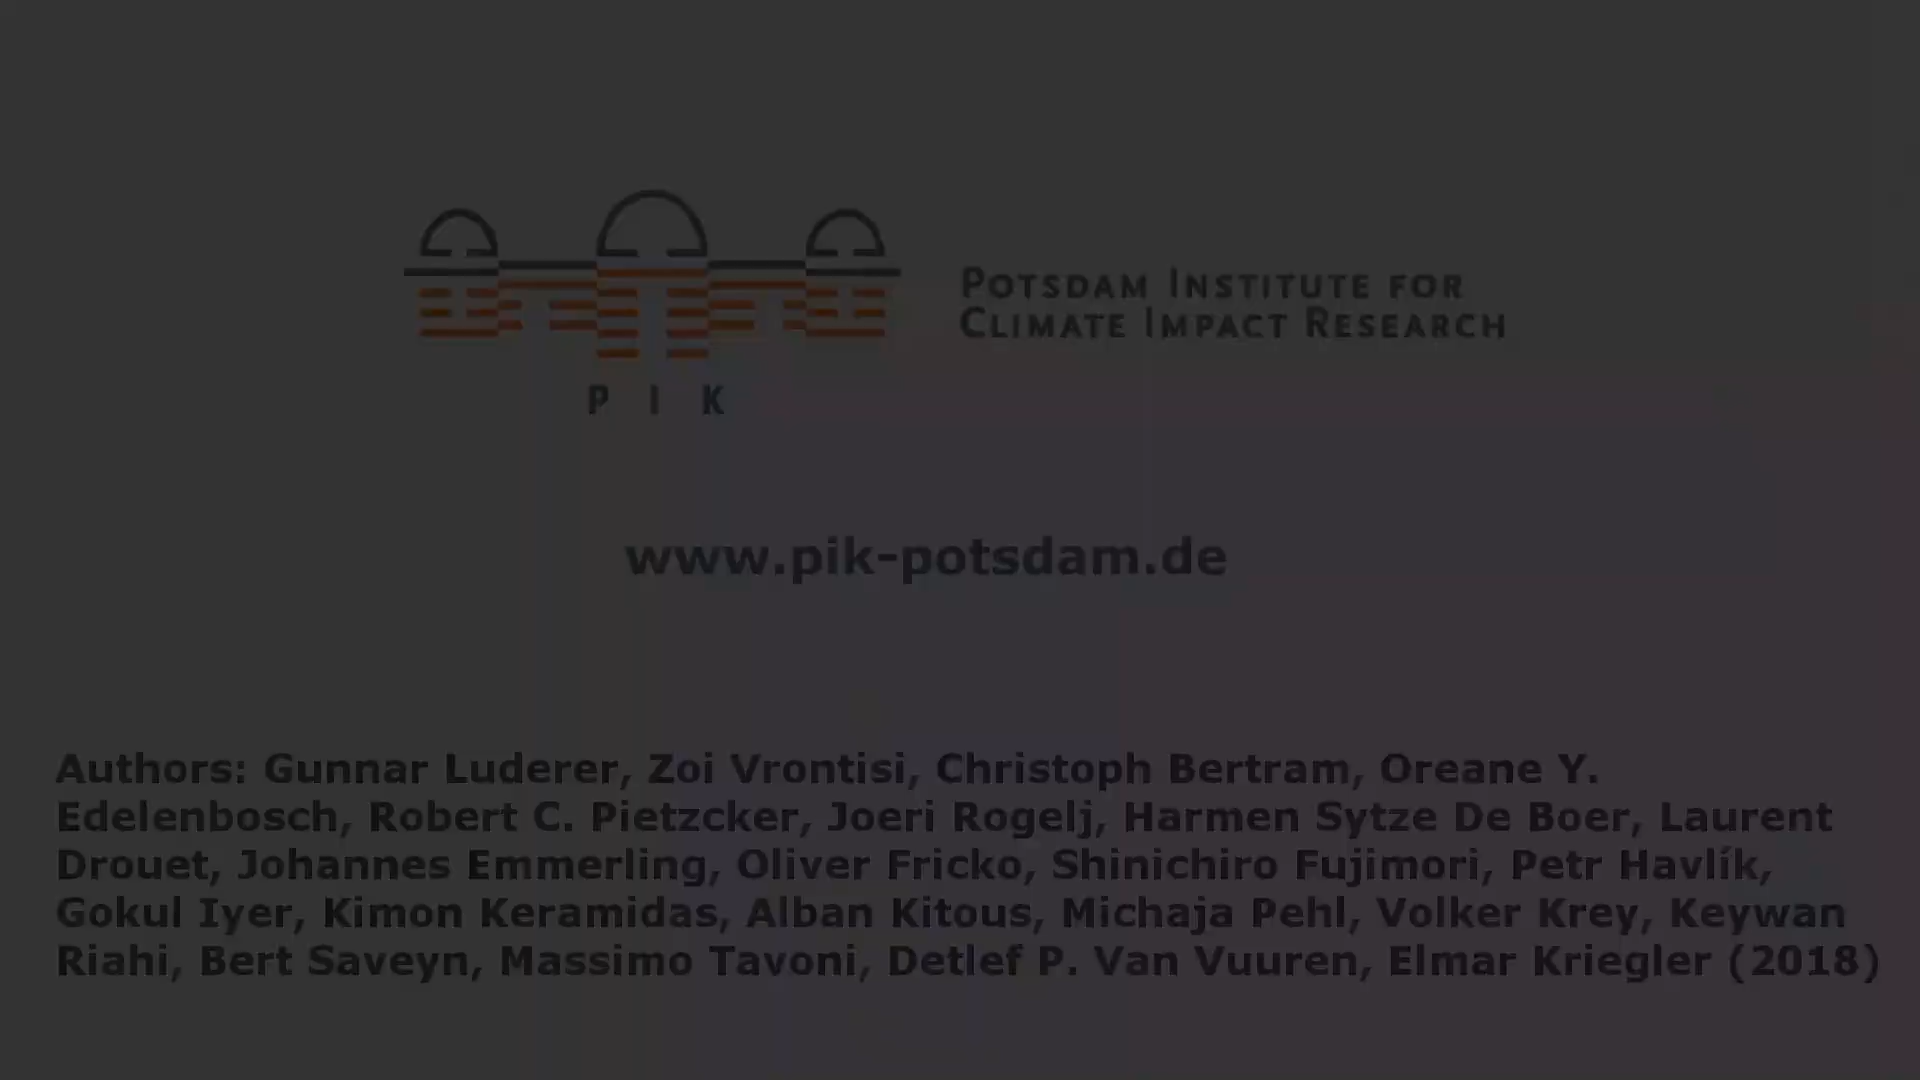 POTSDAM INSTITUTE FOR
CLIMATE IMPACT RESEARCH
P I K
www.pik-potsdam.de
Authors: Gunnar Luderer, Zoi Vrontisi, Christoph Bertram, Oreane Y.
Edelenbosch, Robert C. Pietzcker, Joeri Rogelj, Harmen Sytze De Boer, Laurent
Drouet, Johannes Emmerling, Oliver Fricko, Shinichiro Fujimori, Petr Havlík,
Gokul Iyer, Kimon Keramidas, Alban Kitous, Michaja Pehl, Volker Krey, Keywan
Riahi, Bert Saveyn, Massimo Tavoni, Detlef P. Van Vuuren, Elmar Kriegler (2018)